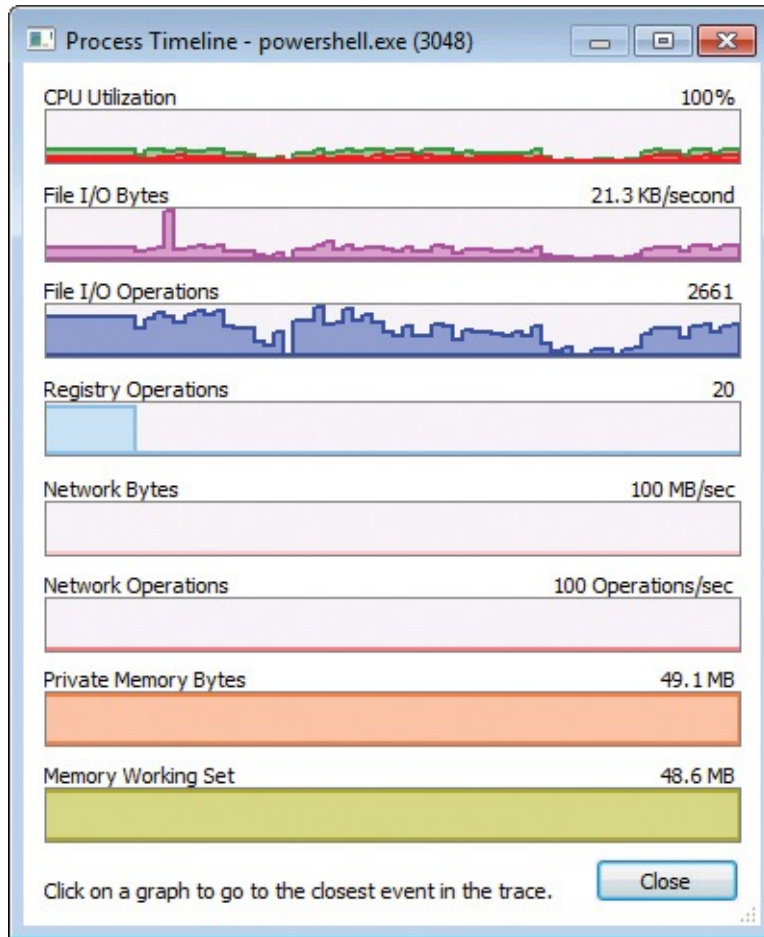 Process Timeline - powershell.exe (3048)
CPU Utilization 100%
File I/O Bytes 21.3 KB/second
File I/O Operations 2661
Registry Operations 20
Network Bytes 100 MB/sec
Network Operations 100 Operations/sec
Private Memory Bytes 49.1 MB
Memory Working Set 48.6 MB
Click on a graph to go to the closest event in the trace. Close